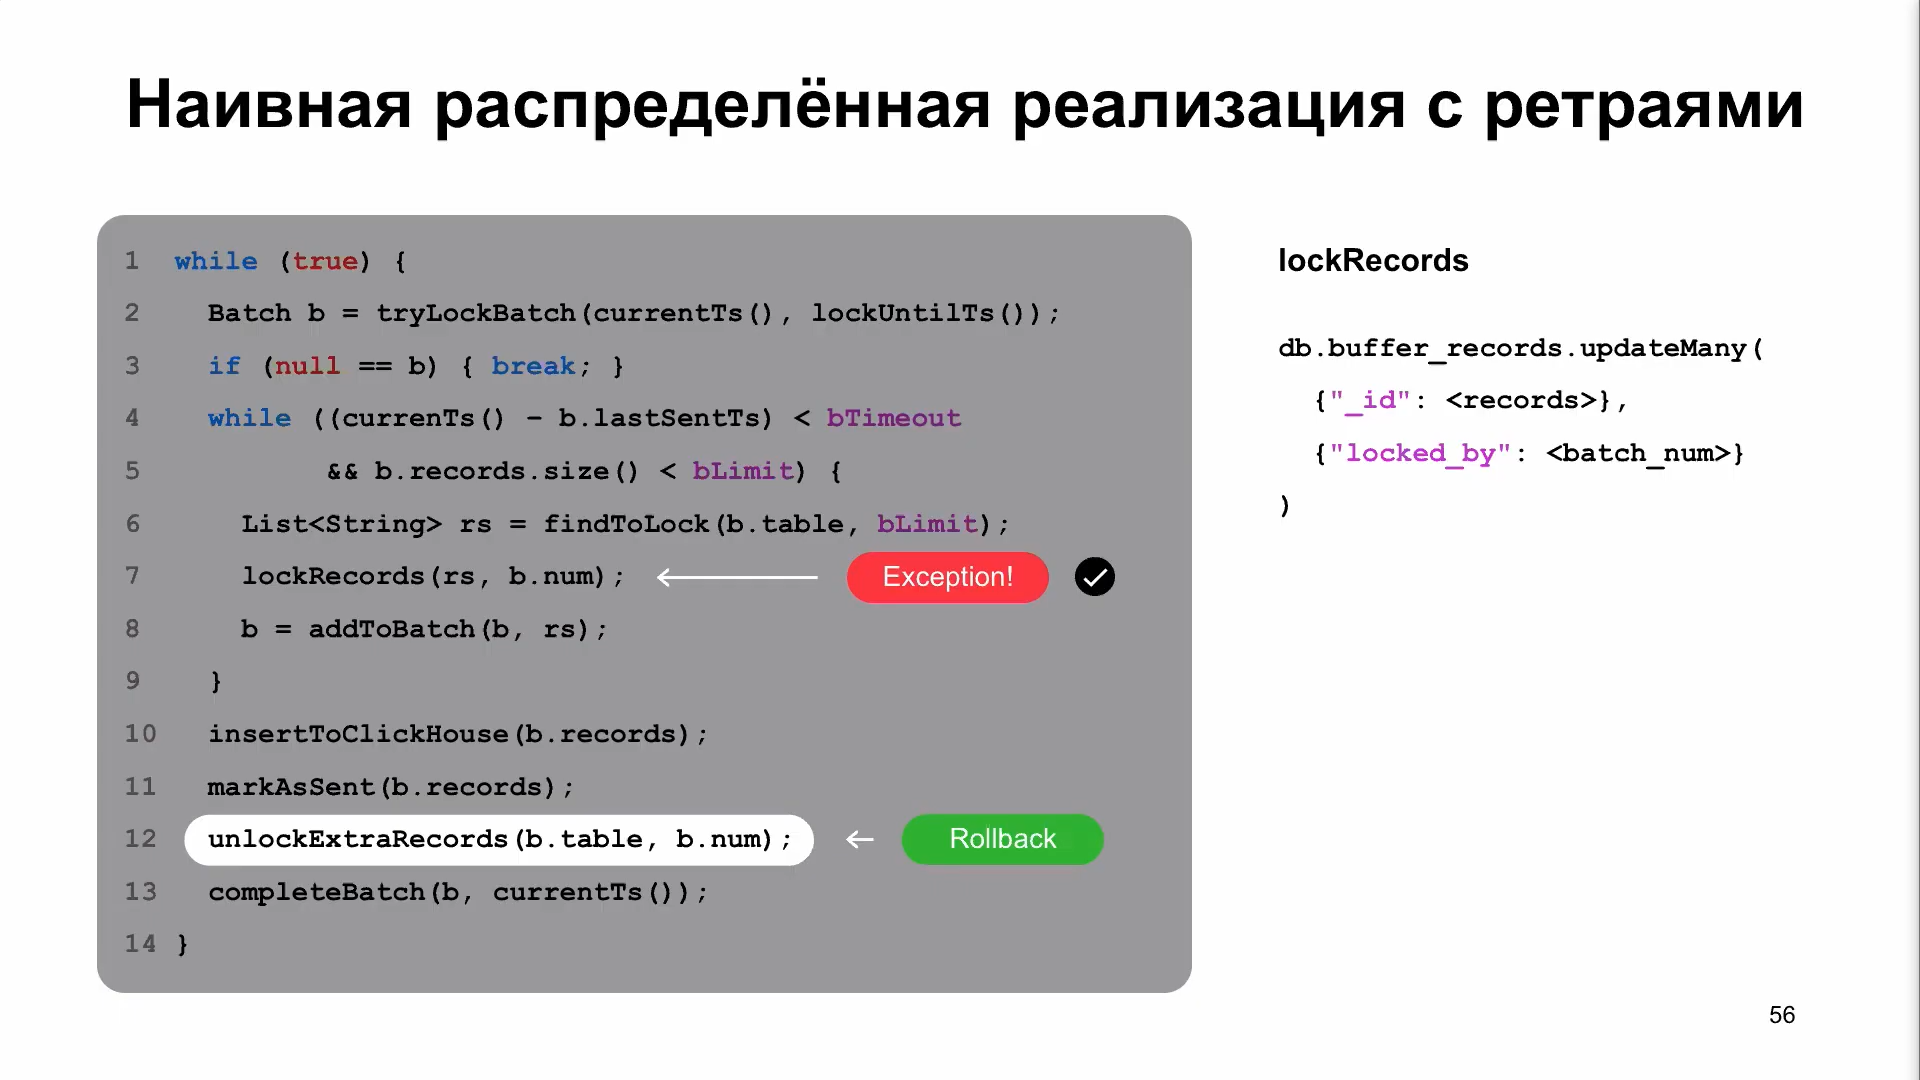 Наивная распределённая реализация с ретраями
1 while (true) {
2 Batch b = tryLockBatch(currentTs(), lockUntilTs());
3 if (null == b) { break; }
4 while ((currenTs() – b.lastSentTs) < bTimeout
5 && b.records.size() < bLimit) {
6 List<String> rs = findToLock(b.table, bLimit);
7 lockRecords(rs, b.num); Exception!
8 b = addToBatch(b, rs);
9 }
10 insertToClickHouse(b.records);
11 markAsSent(b.records);
12 unlockExtraRecords(b.table, b.num); Rollback
13 completeBatch(b, currentTs());
14 }
lockRecords
db.buffer_records.updateMany(
{"_id": <records>},
{"locked_by": <batch_num>}
)
56